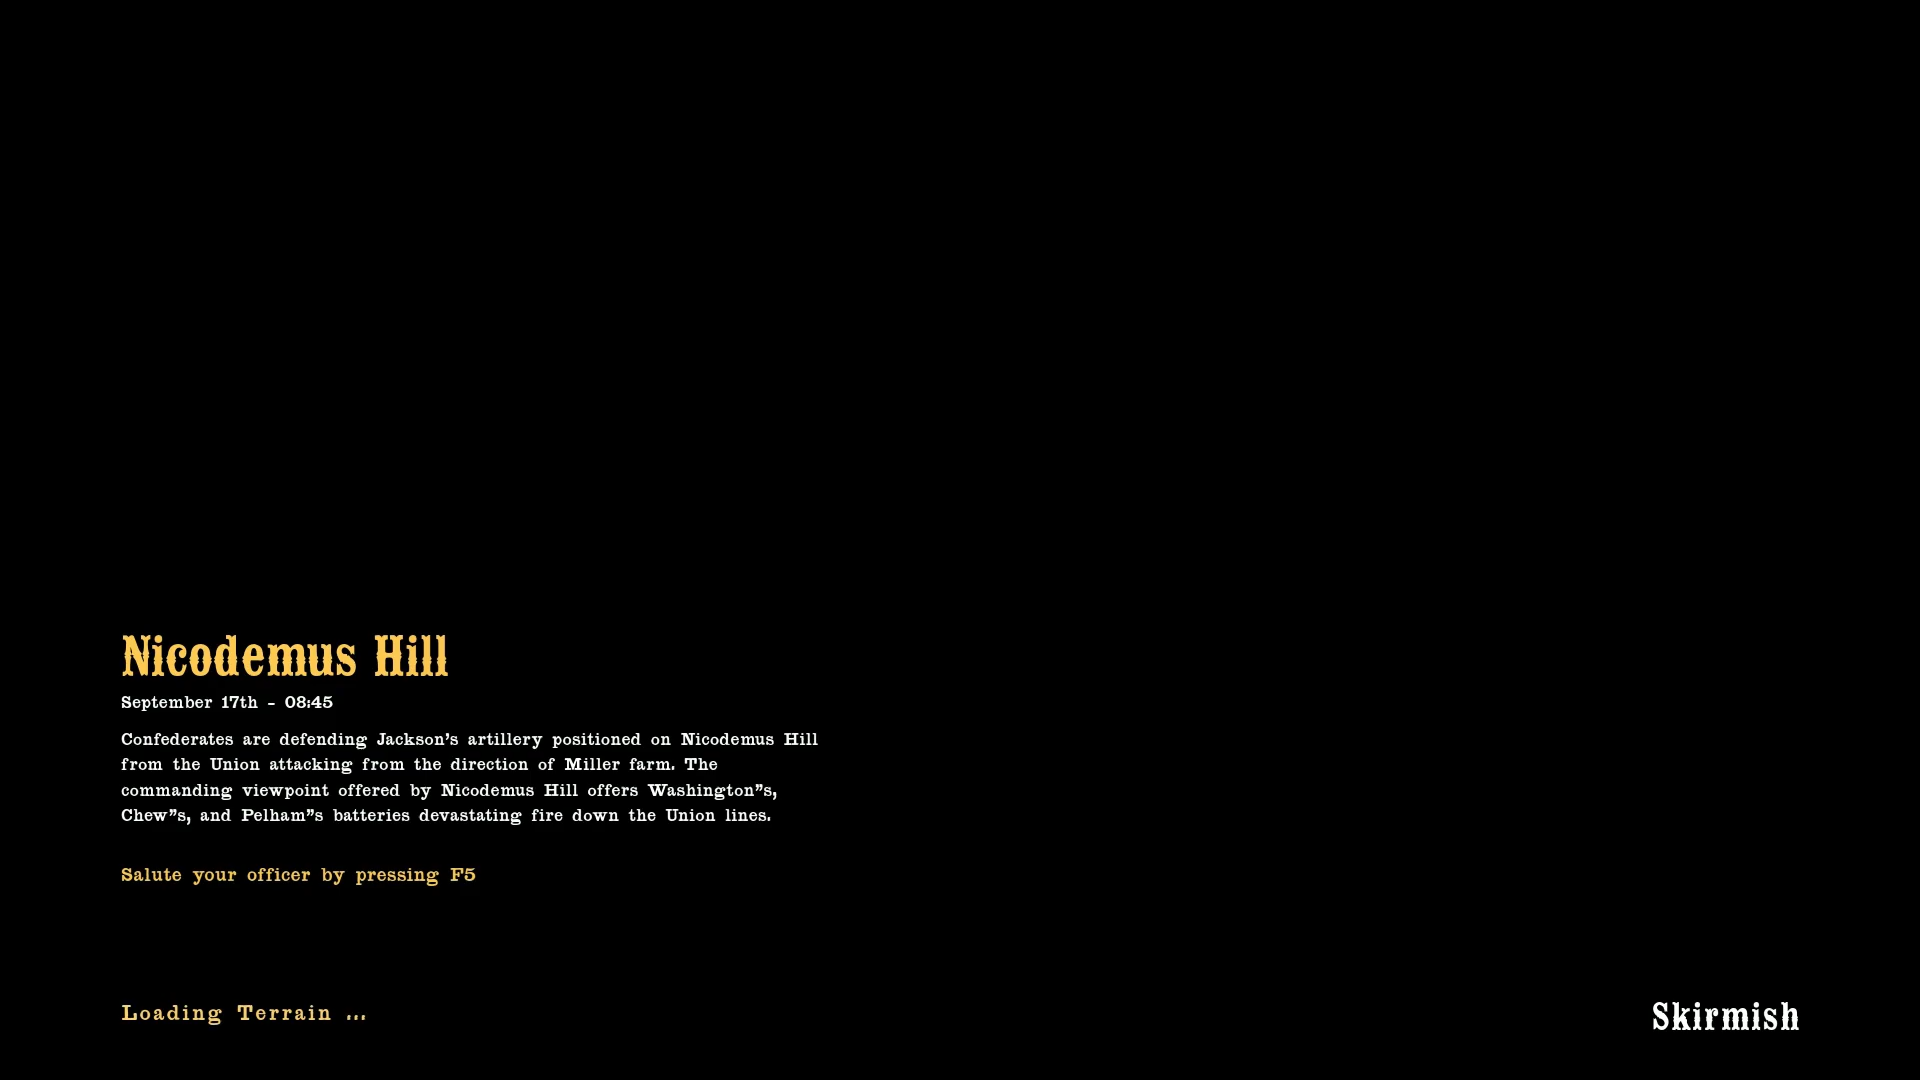 Nicodemus Hill
September 17th - 08:45
Confederates are defending Jackson's artillery positioned on Nicodemus Hill
from the Union attacking from the direction of Miller farm. The
commanding viewpoint offered by Nicodemus Hill offers Washington"s,
Chew"s, and Pelham"s batteries devastating fire down the Union lines.
Salute your officer by pressing F5
Loading Terrain ...
Skirmish